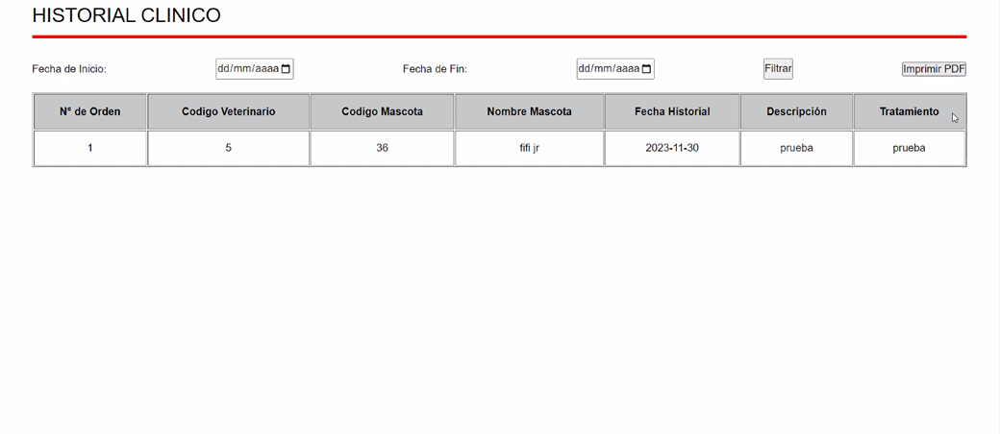 HISTORIAL CLINICO
Fecha de Inicio: dd/mm/aaaa Fecha de Fin: dd/mm/aaaa Filtrar Imprimir PDF
N° de Orden Codigo Veterinario Codigo Mascota Nombre Mascota Fecha Historial Descripción Tratamiento
1 5 36 fifi jr 2023-11-30 prueba prueba